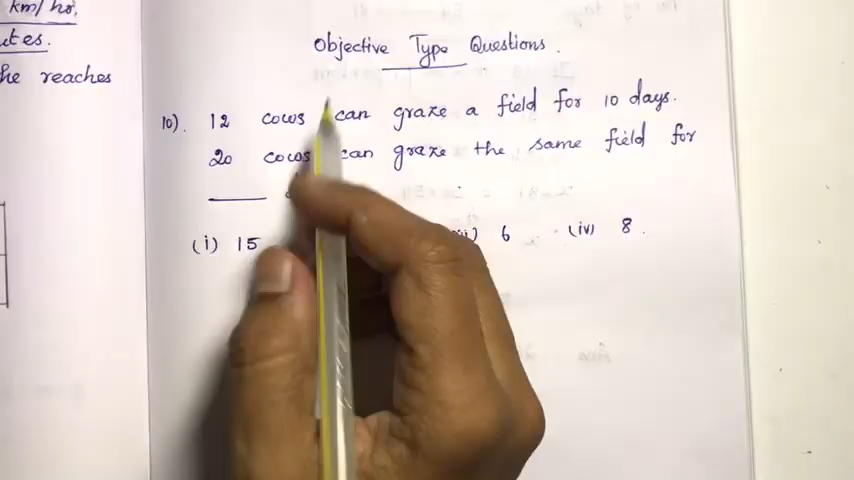 km/hr,
utes.
he reaches
Objective Type Questions.
10). 12 cows can graze a field for 10 days.
20 cows can graze the same field for
(i) 15 6 (iv) 8.